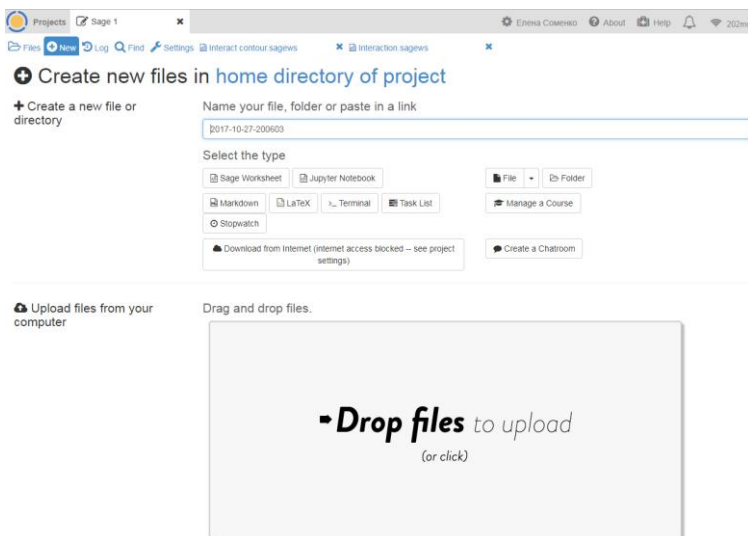 Projects Sage 1 Елена Соменко About Help 202ms
Files New Log Find Settings Interact contour.sagews Interaction sagews
Create new files in home directory of project
Create a new file or directory
Name your file, folder or paste in a link
2017-10-27-200603
Select the type
Sage Worksheet Jupyter Notebook File Folder
Markdown LaTeX Terminal Task List Manage a Course
Stopwatch
Download from Internet (internet access blocked -- see project settings) Create a Chatroom
Upload files from your computer
Drag and drop files.
Drop files to upload
(or click)